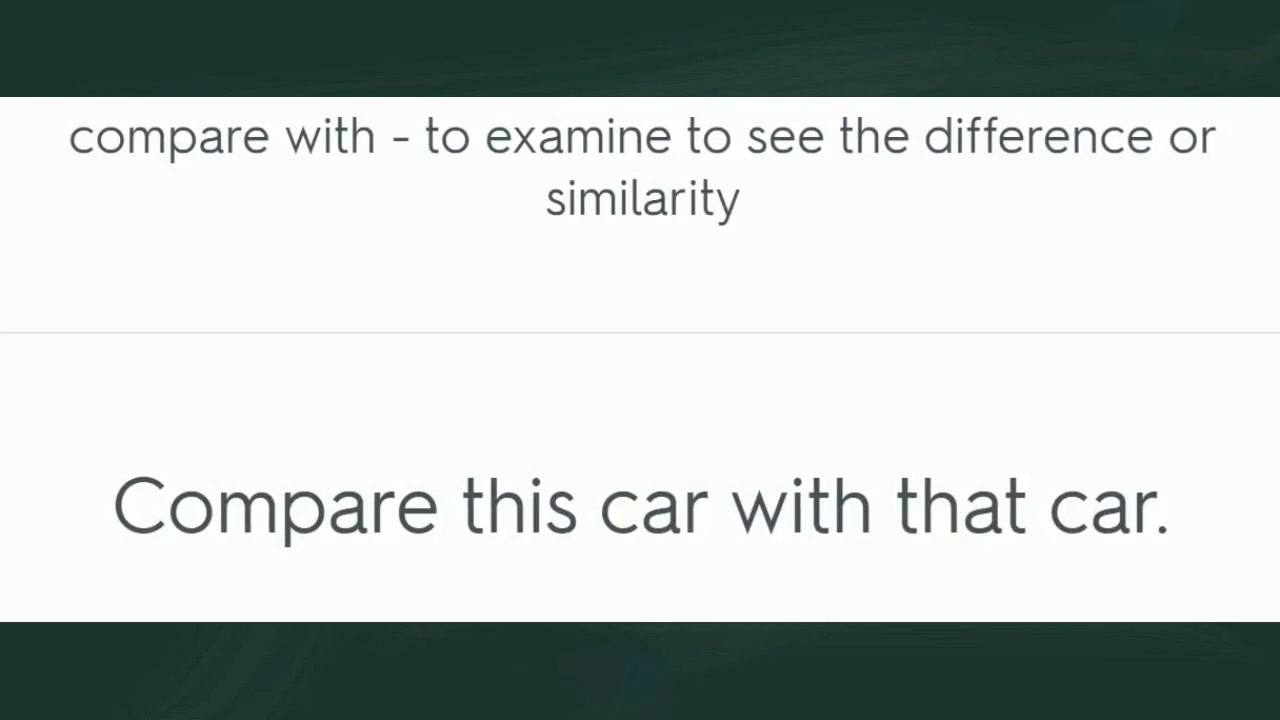 compare with - to examine to see the difference or
similarity
Compare this car with that car.